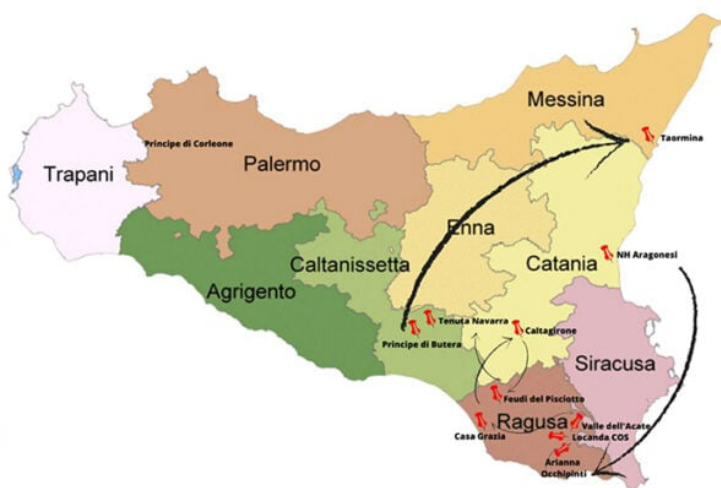 Messina
Taormina
Principe di Corleone
Palermo
Trapani
Enna
NH Aragonesi
Caltanissetta
Catania
Agrigento
Tenuta Navarra
Caltagirone
Principe di Butera
Siracusa
Feudi del Pisciotto
Ragusa
Valle dell'Acate
Casa Grazia
Locanda COS
Arianna
Occhipinti